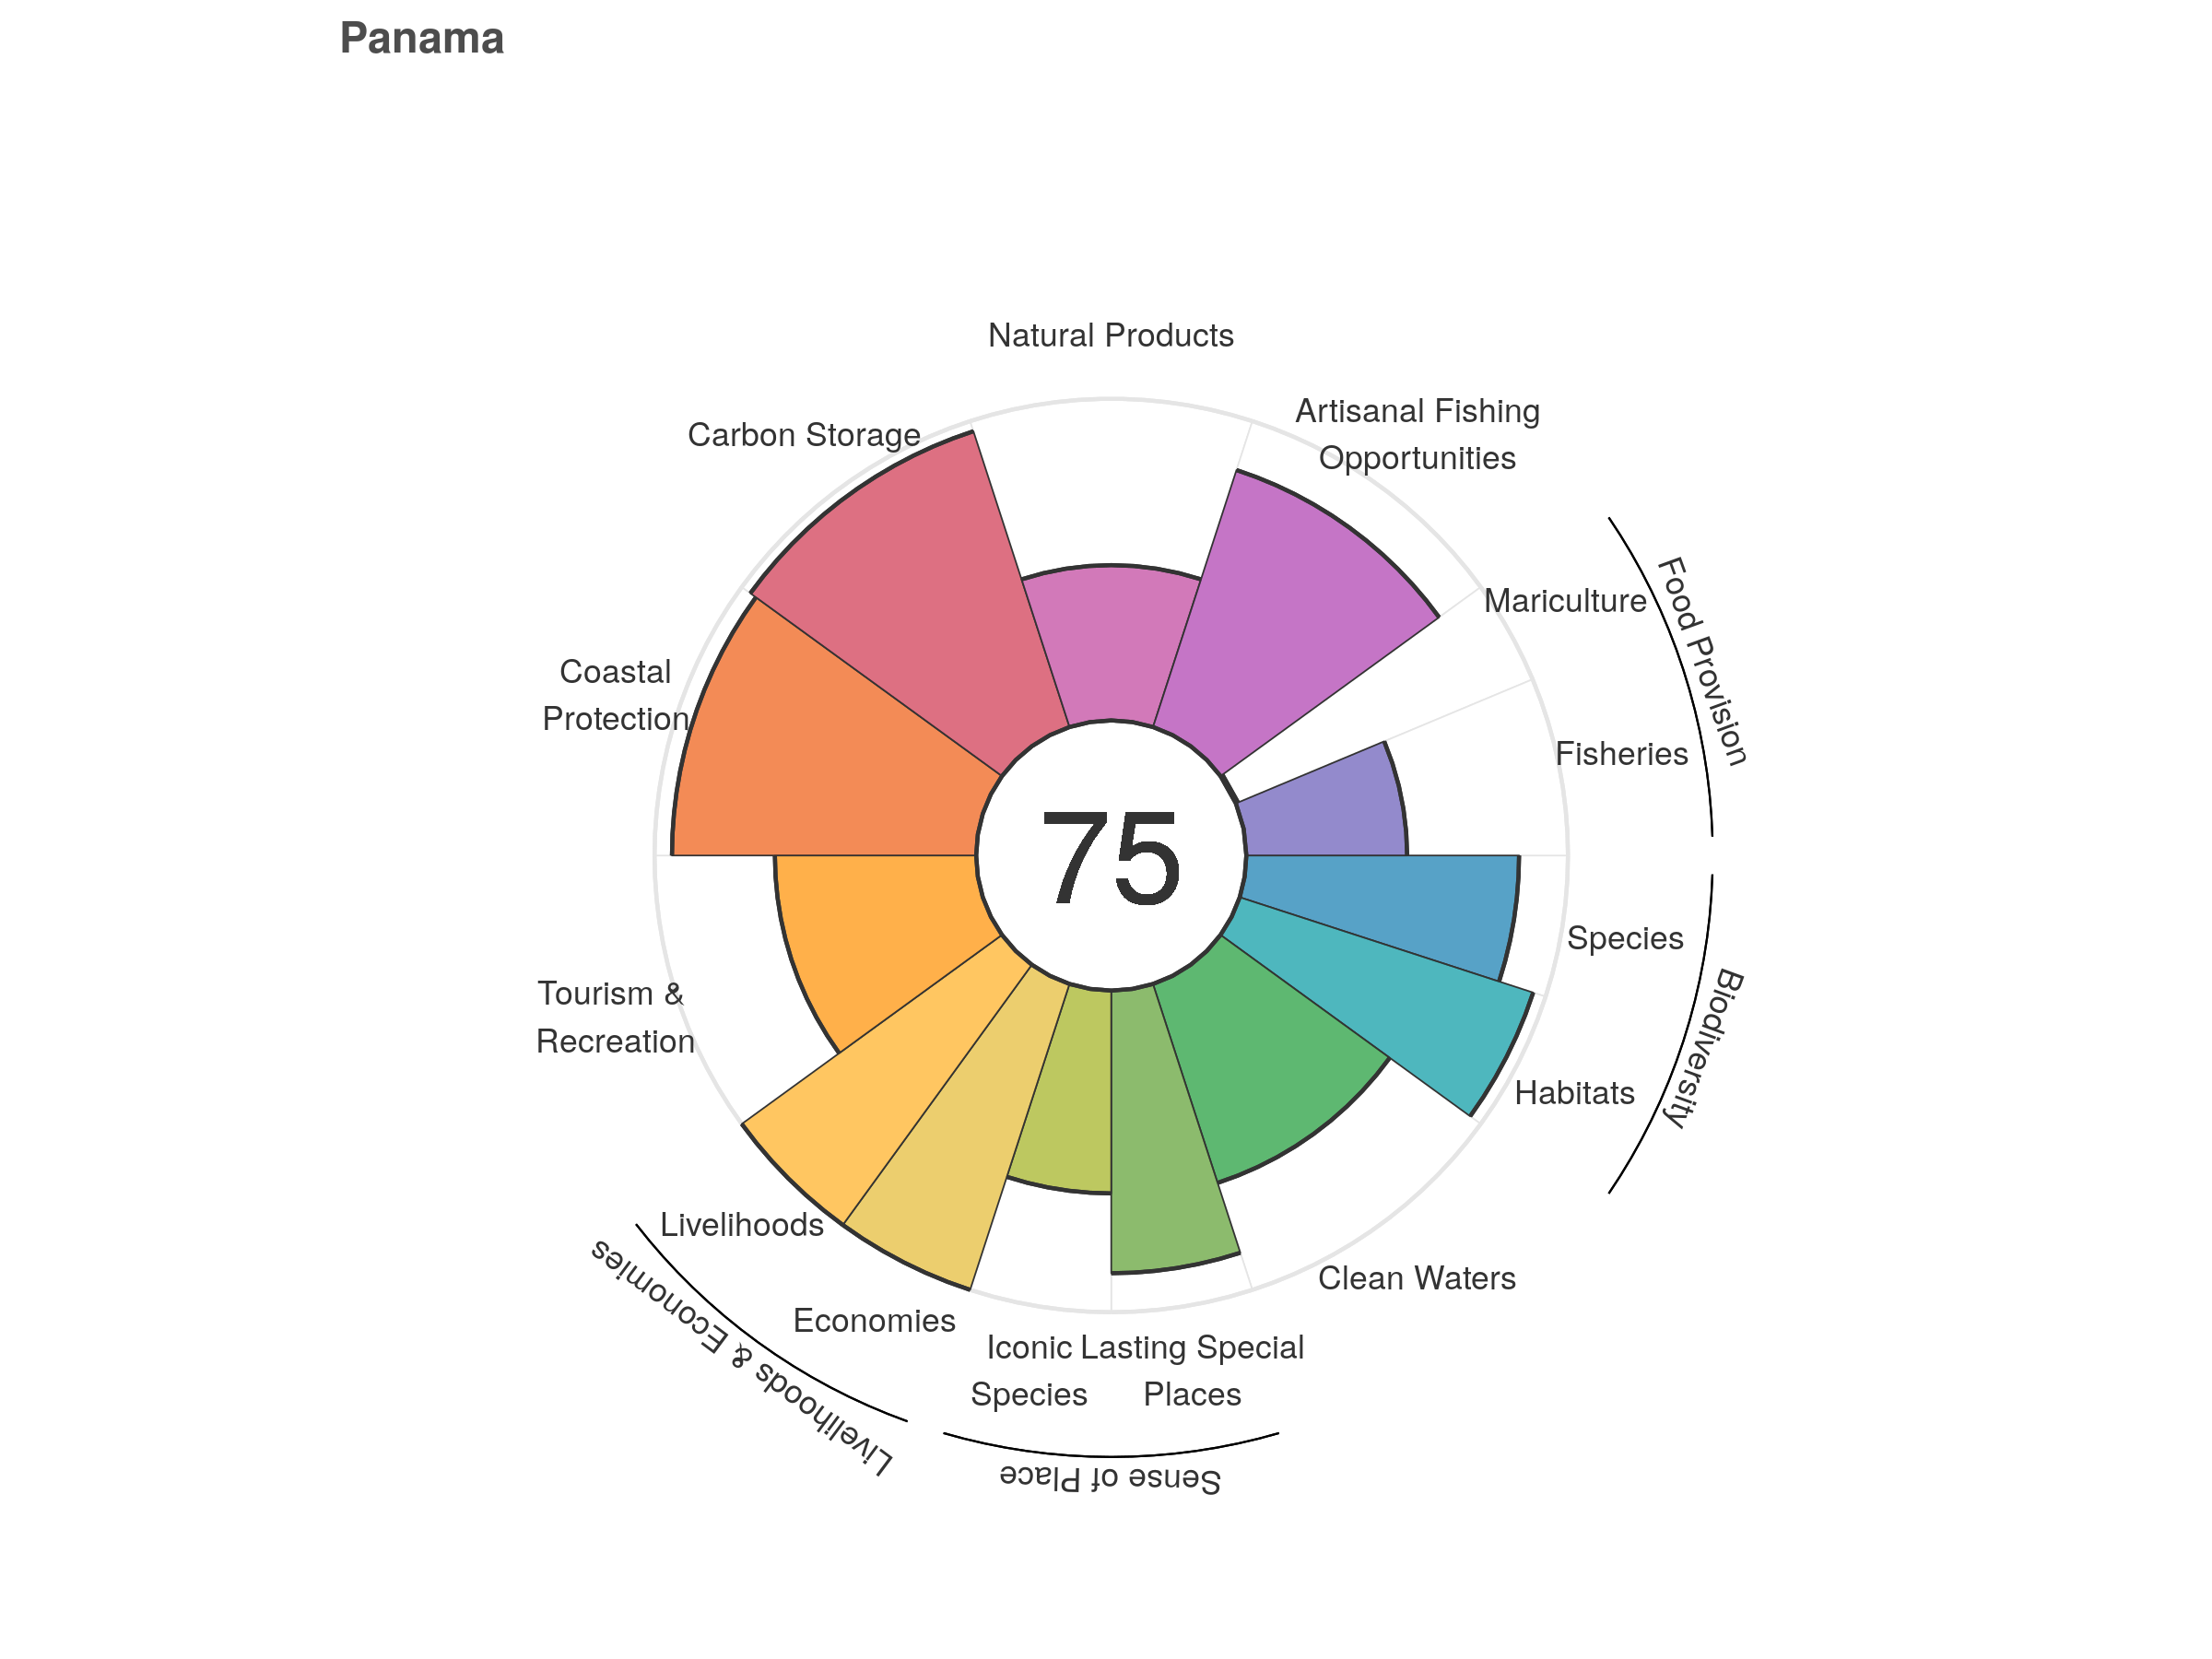 Panama
Natural Products
Artisanal Fishing
Opportunities
Carbon Storage
Mariculture
Food Provision
Coastal
Protection
Fisheries
75
Species
Biodiversity
Tourism &
Recreation
Habitats
Livelihoods
Clean Waters
Livelihoods & Economies
Economies
Iconic
Species
Lasting Special
Places
Sense of Place